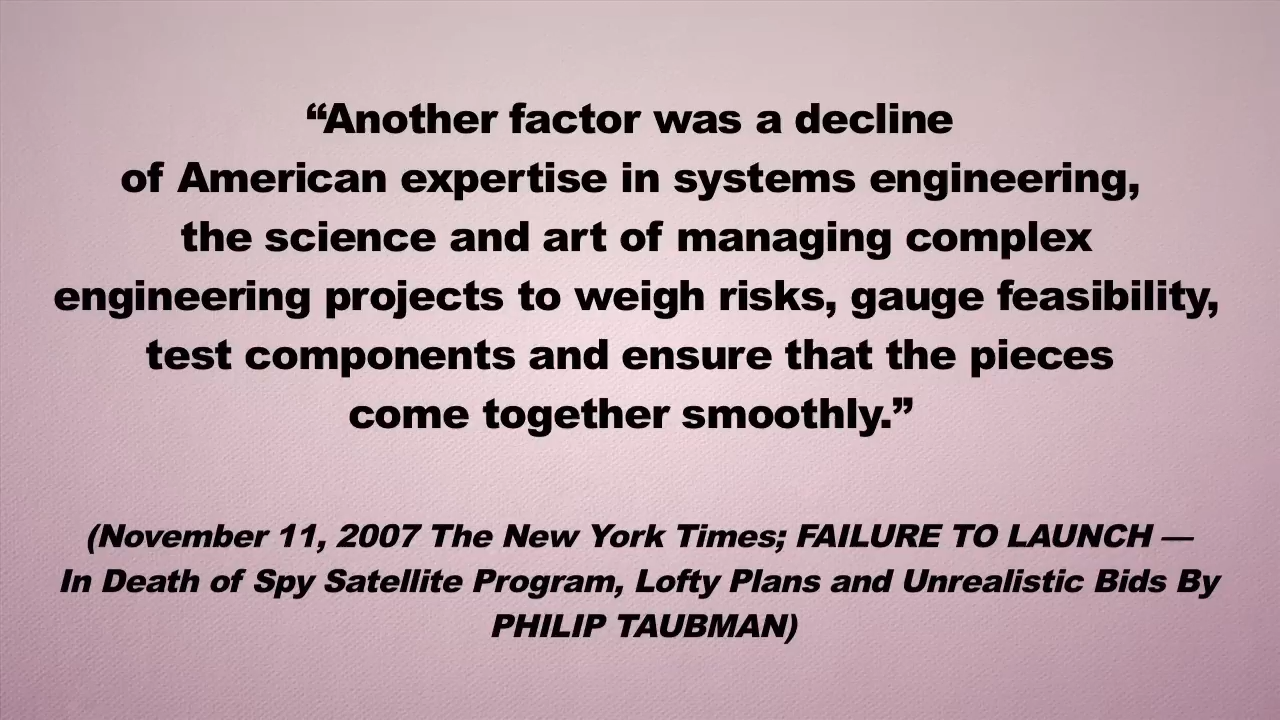 “Another factor was a decline
of American expertise in systems engineering,
the science and art of managing complex
engineering projects to weigh risks, gauge feasibility,
test components and ensure that the pieces
come together smoothly.”
(November 11, 2007 The New York Times; FAILURE TO LAUNCH —
In Death of Spy Satellite Program, Lofty Plans and Unrealistic Bids By
PHILIP TAUBMAN)